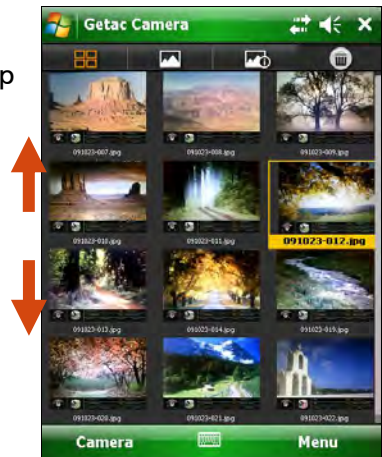 Getac Camera
p
091023-007.jpg 091023-008.jpg 091023-009.jpg
091023-010.jpg 091023-011.jpg 091023-012.jpg
091023-013.jpg 091023-014.jpg 091023-019.jpg
091023-020.jpg 091023-021.jpg 091023-022.jpg
Camera Menu